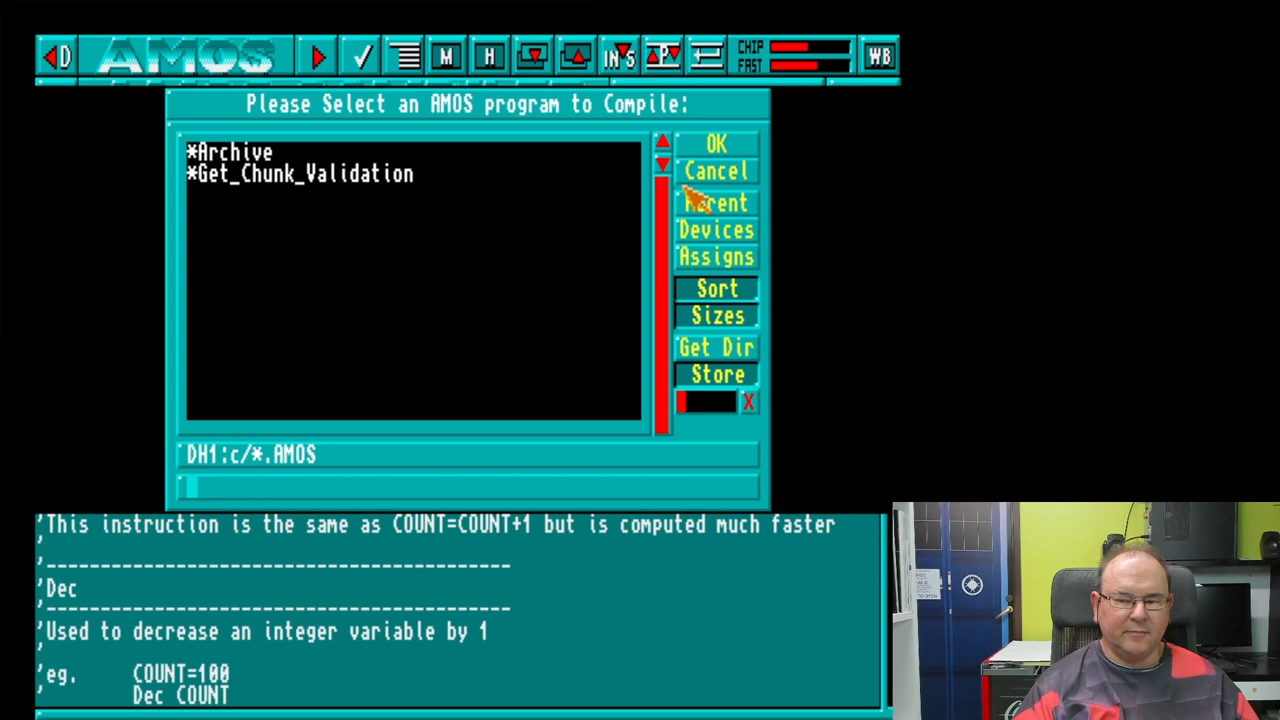 D AMOS M H IN S P CHIP FAST WB
Please Select an AMOS program to Compile:
*Archive
*Get_Chunk_Validation
OK
Cancel
Parent
Devices
Assigns
Sort
Sizes
Get Dir
Store
X
DH1:c/*.AMOS
'This instruction is the same as COUNT=COUNT+1 but is computed much faster
'
'-------------------------------------------
'Dec
'-------------------------------------------
'Used to decrease an integer variable by 1
'
'eg. COUNT=100
' Dec COUNT